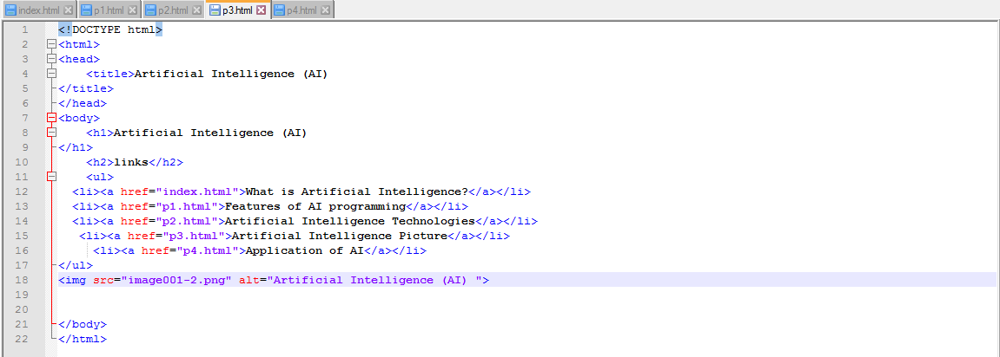 index.html p1.html p2.html p3.html p4.html
1 <!DOCTYPE html>
2 <html>
3 <head>
4 <title>Artificial Intelligence (AI)
5 </title>
6 </head>
7 <body>
8 <h1>Artificial Intelligence (AI)
9 </h1>
10 <h2>links</h2>
11 <ul>
12 <li><a href="index.html">What is Artificial Intelligence?</a></li>
13 <li><a href="p1.html">Features of AI programming</a></li>
14 <li><a href="p2.html">Artificial Intelligence Technologies</a></li>
15 <li><a href="p3.html">Artificial Intelligence Picture</a></li>
16 <li><a href="p4.html">Application of AI</a></li>
17 </ul>
18 <img src="image001-2.png" alt="Artificial Intelligence (AI) ">
19
20
21 </body>
22 </html>